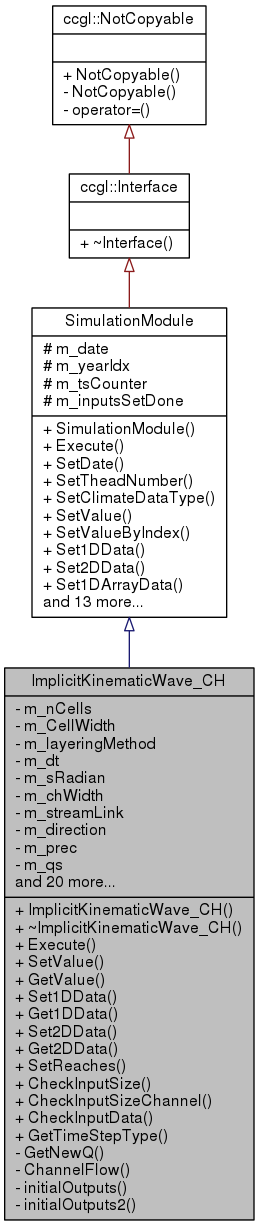 ccgl::NotCopyable
+ NotCopyable()
- NotCopyable()
- operator=()
ccgl::Interface
+ ~Interface()
SimulationModule
# m_date
# m_yearIdx
# m_tsCounter
# m_inputsSetDone
+ SimulationModule()
+ Execute()
+ SetDate()
+ SetTheadNumber()
+ SetClimateDataType()
+ SetValue()
+ SetValueByIndex()
+ Set1DData()
+ Set2DData()
+ Set1DArrayData()
and 13 more...
ImplicitKinematicWave_CH
- m_nCells
- m_CellWidth
- m_layeringMethod
- m_dt
- m_sRadian
- m_chWidth
- m_streamLink
- m_direction
- m_prec
- m_qs
and 20 more...
+ ImplicitKinematicWave_CH()
+ ~ImplicitKinematicWave_CH()
+ Execute()
+ SetValue()
+ GetValue()
+ Set1DData()
+ Get1DData()
+ Set2DData()
+ Get2DData()
+ SetReaches()
+ CheckInputSize()
+ CheckInputSizeChannel()
+ CheckInputData()
+ GetTimeStepType()
- GetNewQ()
- ChannelFlow()
- initialOutputs()
- initialOutputs2()